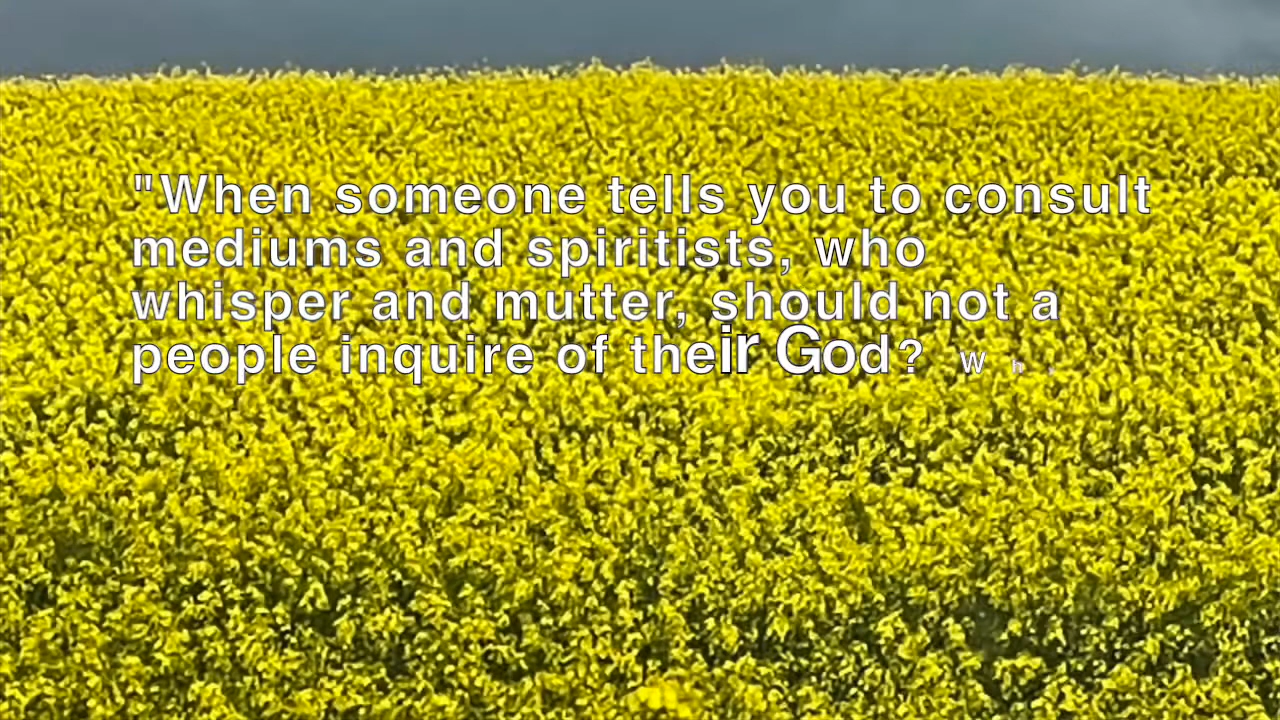 "When someone tells you to consult
mediums and spiritists, who
whisper and mutter, should not a
people inquire of their God?